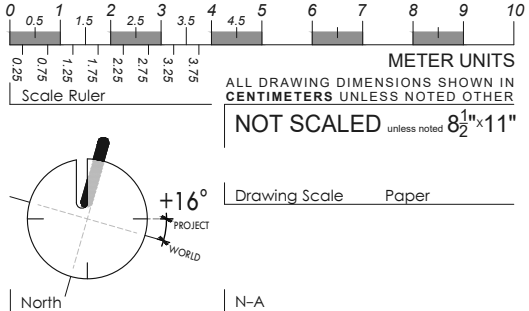 0 1 2 3 4 5 6 7 8 9 10
0.5 1.5 2.5 3.5 4.5
0.25 0.75 1.25 1.75 2.25 2.75 3.25 3.75
METER UNITS
ALL DRAWING DIMENSIONS SHOWN IN
CENTIMETERS UNLESS NOTED OTHER
Scale Ruler
NOT SCALED unless noted 8½"x11"
+16°
PROJECT
WORLD
Drawing Scale Paper
North
N-A